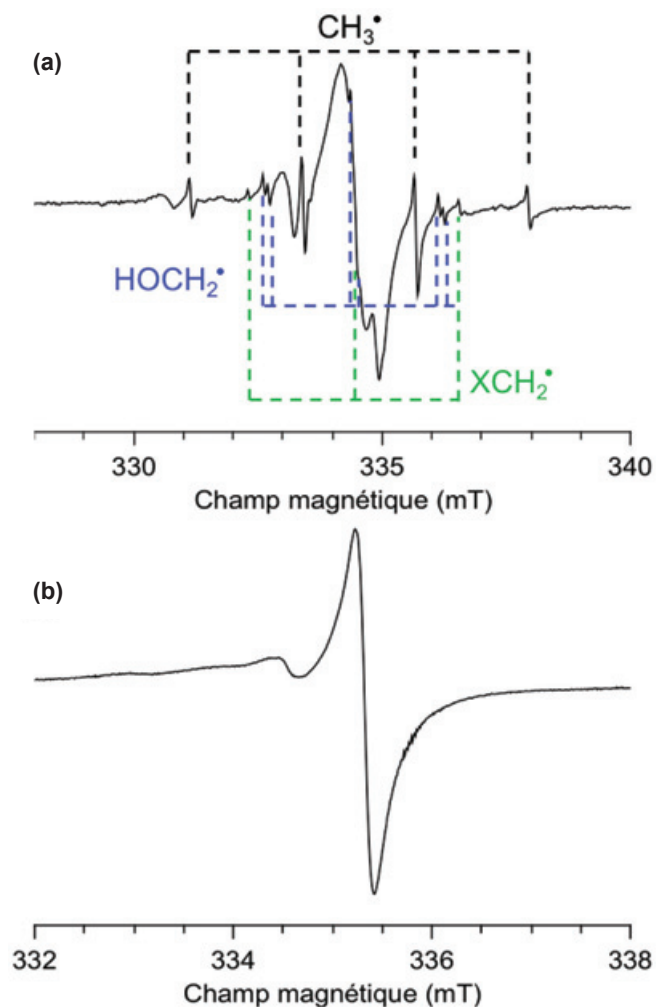 CH₃•
(a)
HOCH₂•
XCH₂•
330 335 340
Champ magnétique (mT)
(b)
332 334 336 338
Champ magnétique (mT)